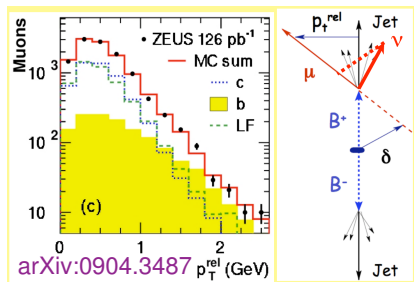 Muons
10³
10²
10
ZEUS 126 pb⁻¹
MC sum
c
b
LF
(c)
0 1 2
p_T^rel (GeV)
arXiv:0904.3487
p_t^rel
Jet
ν
μ
B⁺
δ
B⁻
Jet